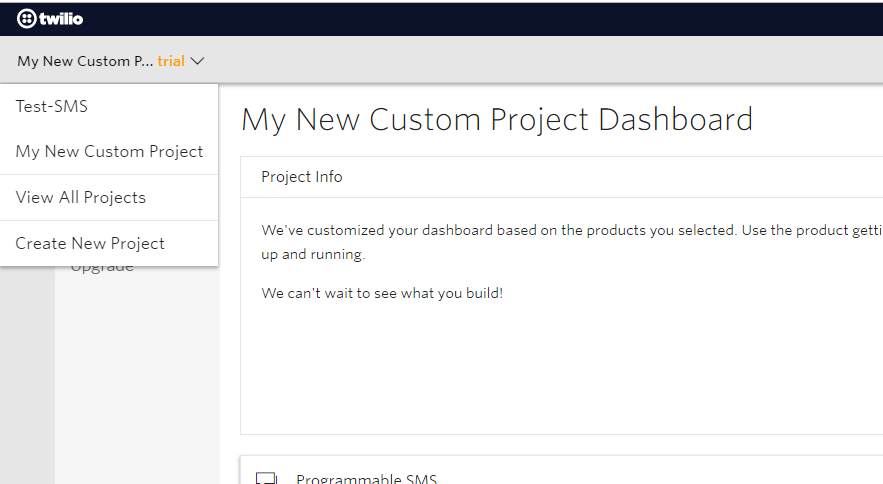 twilio
My New Custom P... trial
Test-SMS
My New Custom Project
View All Projects
Create New Project
Upgrade
My New Custom Project Dashboard
Project Info
We've customized your dashboard based on the products you selected. Use the product getti
up and running.
We can't wait to see what you build!
Programmable SMS